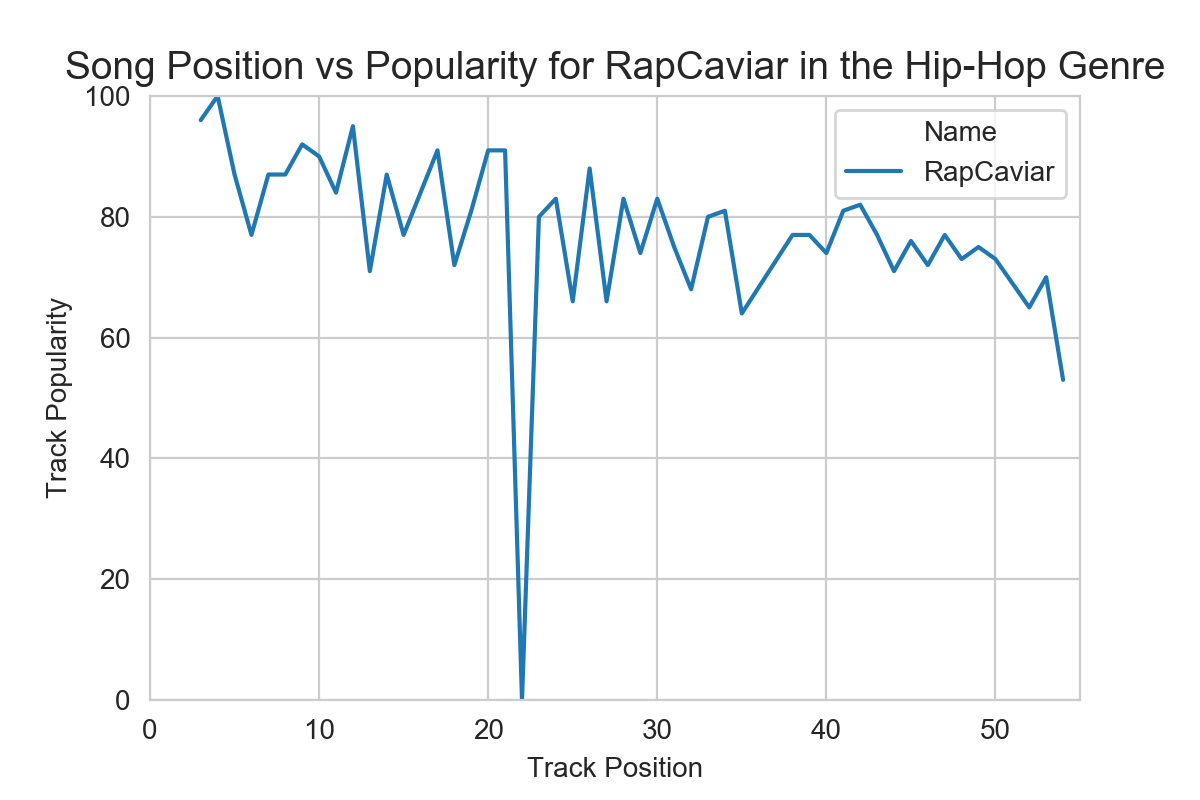 Song Position vs Popularity for RapCaviar in the Hip-Hop Genre
100
80
60
40
20
0
Track Popularity
Name
RapCaviar
0 10 20 30 40 50
Track Position